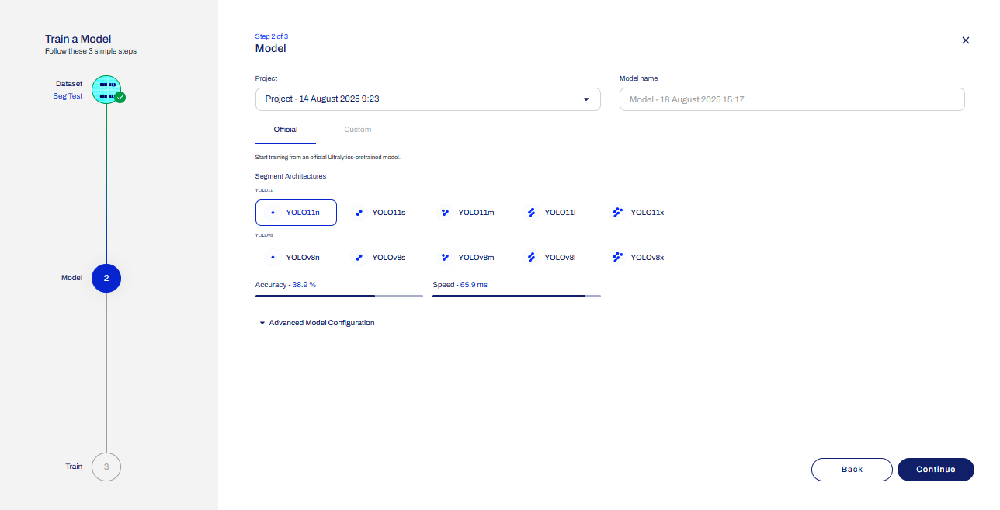 Train a Model
Follow these 3 simple steps
Dataset
Seg Test
Model
2
Train
3
Step 2 of 3
Model
Project
Project - 14 August 2025 9:23
Model name
Model - 18 August 2025 15:17
Official
Custom
Start training from an official Ultralytics-pretrained model.
Segment Architectures
YOLO11
YOLO11n
YOLO11s
YOLO11m
YOLO11l
YOLO11x
YOLOv8
YOLOv8n
YOLOv8s
YOLOv8m
YOLOv8l
YOLOv8x
Accuracy - 38.9 %
Speed - 65.9 ms
Advanced Model Configuration
Back
Continue